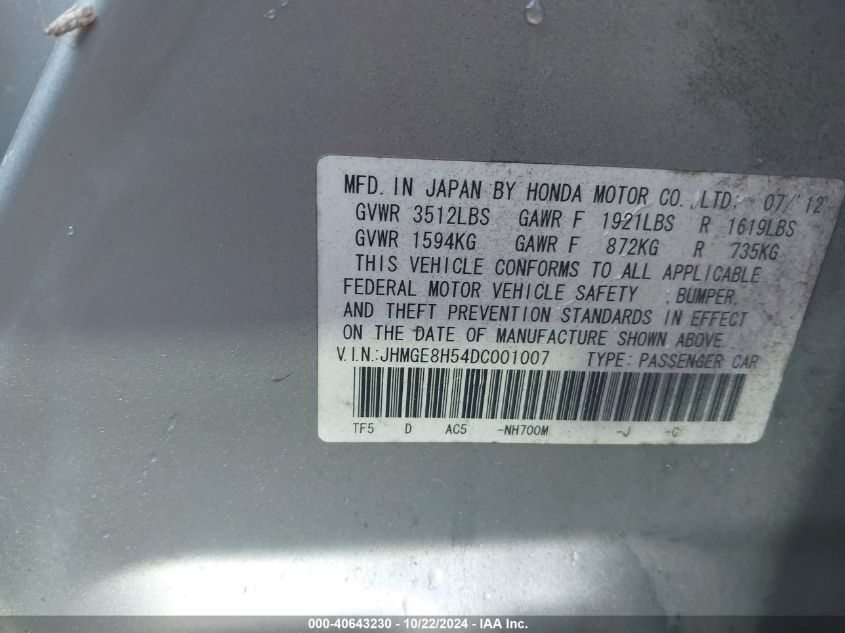 MFD. IN JAPAN BY HONDA MOTOR CO.,LTD. 07/12
GVWR 3512LBS GAWR F 1921LBS R 1619LBS
GVWR 1594KG GAWR F 872KG R 735KG
THIS VEHICLE CONFORMS TO ALL APPLICABLE
FEDERAL MOTOR VEHICLE SAFETY , BUMPER,
AND THEFT PREVENTION STANDARDS IN EFFECT
ON THE DATE OF MANUFACTURE SHOWN ABOVE.
V.I.N:JHMGE8H54DC001007 TYPE: PASSENGER CAR
TF5 D AC5 -NH700M -J -C
000-40643230 - 10/22/2024 - IAA Inc.